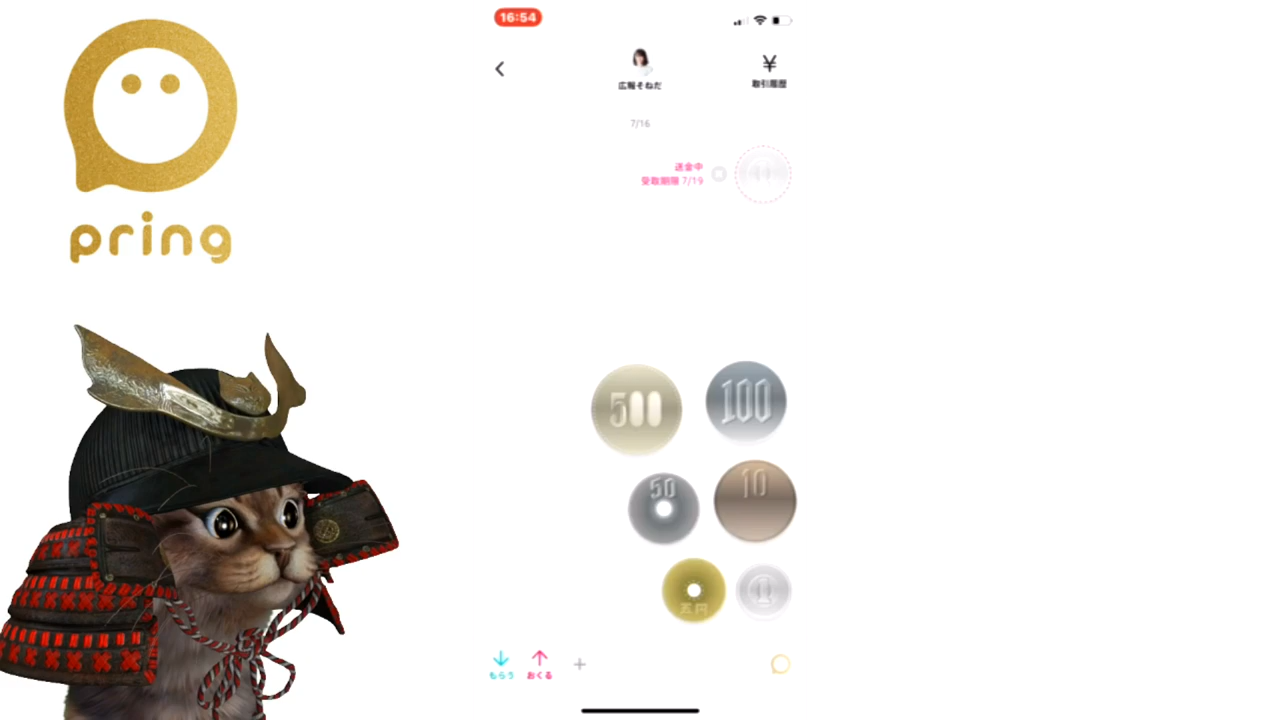 pring
16:54
広報そねだ
¥
取引履歴
7/16
送金中
受取期限 7/19
500
100
50
10
五円
1
もらう
おくる